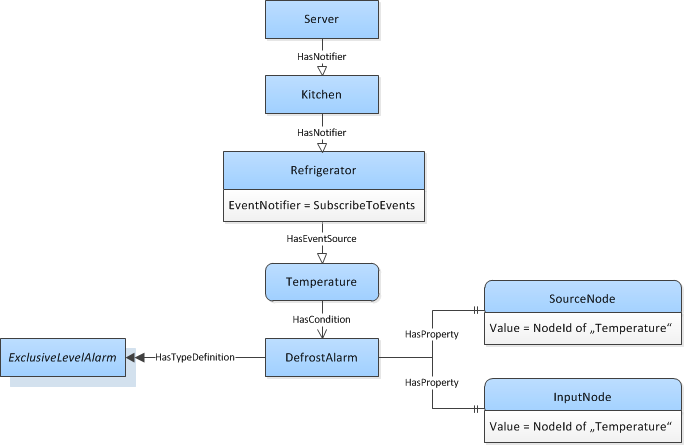 Server
HasNotifier
Kitchen
HasNotifier
Refrigerator
EventNotifier = SubscribeToEvents
HasEventSource
Temperature
HasCondition
SourceNode
Value = NodeId of „Temperature“
HasProperty
ExclusiveLevelAlarm
HasTypeDefinition
DefrostAlarm
HasProperty
InputNode
Value = NodeId of „Temperature“